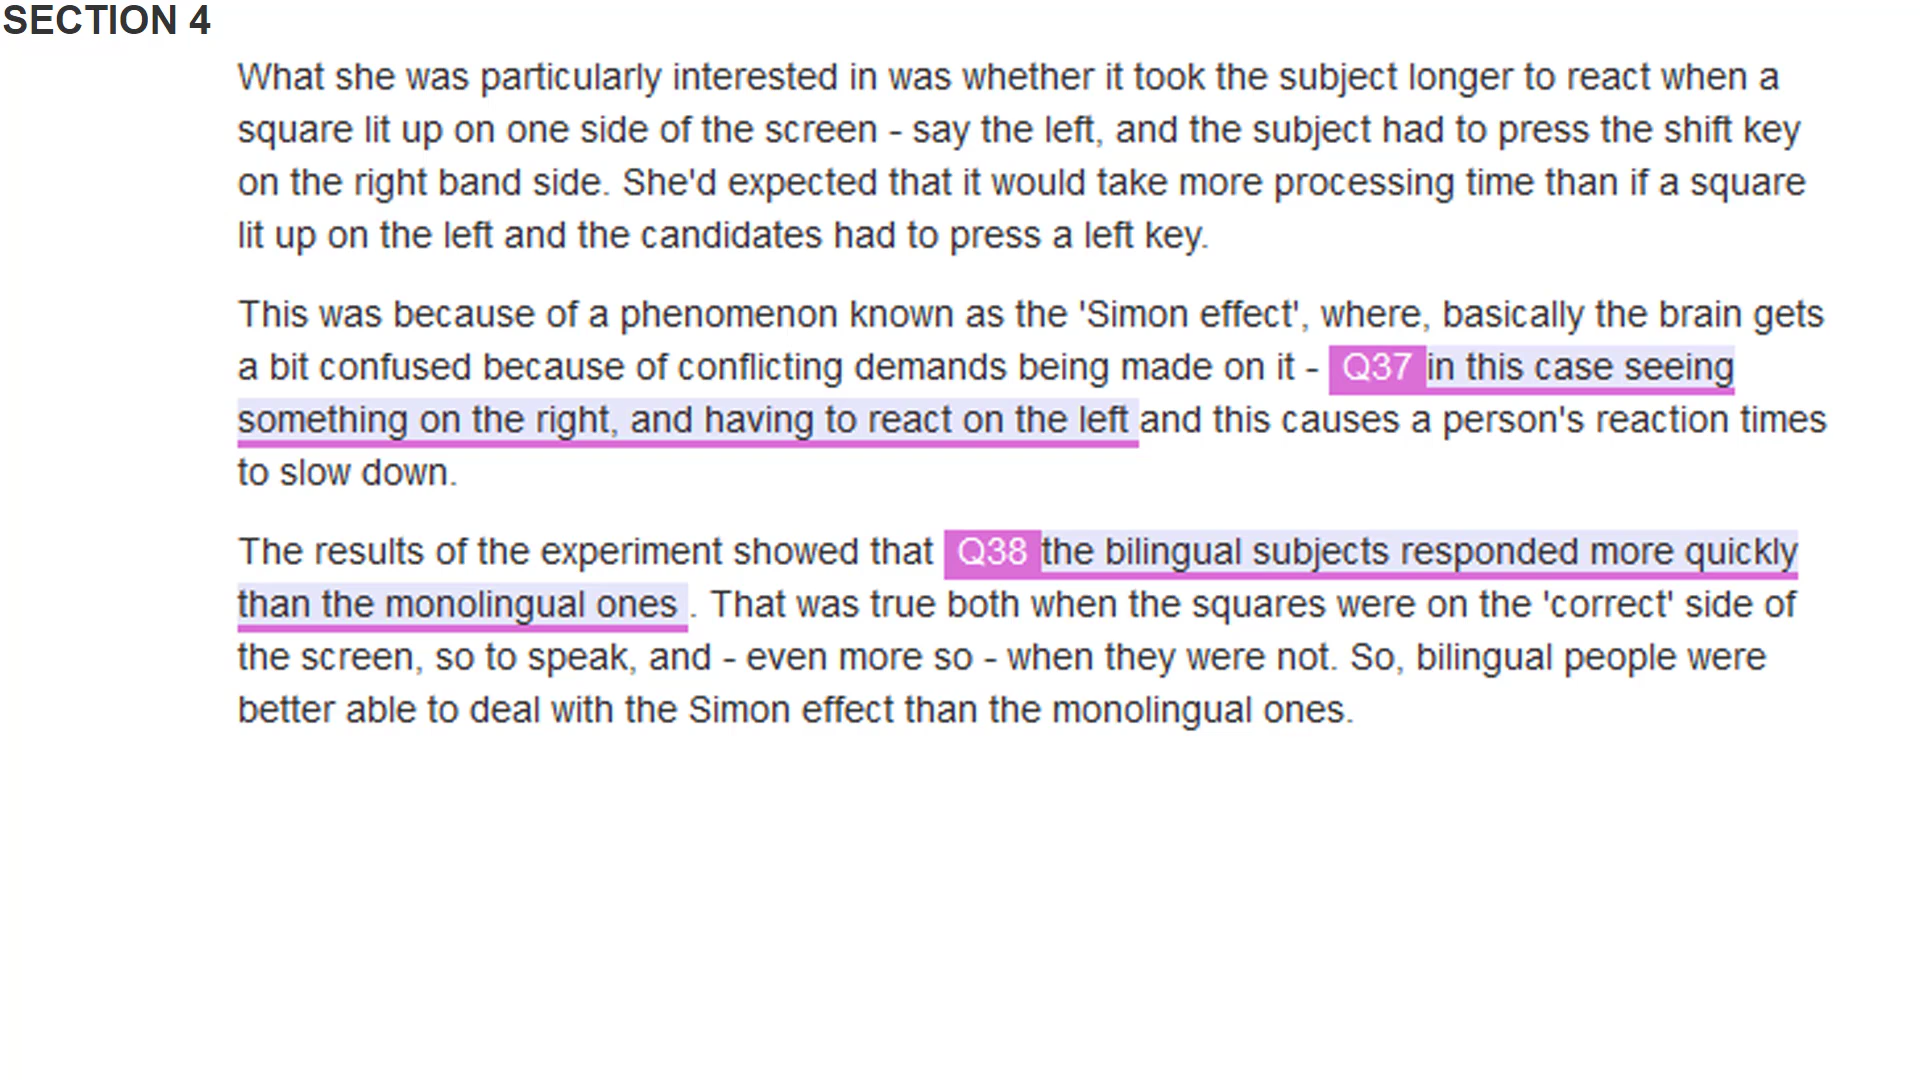 SECTION 4
What she was particularly interested in was whether it took the subject longer to react when a
square lit up on one side of the screen - say the left, and the subject had to press the shift key
on the right band side. She'd expected that it would take more processing time than if a square
lit up on the left and the candidates had to press a left key.
This was because of a phenomenon known as the 'Simon effect', where, basically the brain gets
a bit confused because of conflicting demands being made on it - Q37 in this case seeing
something on the right, and having to react on the left and this causes a person's reaction times
to slow down.
The results of the experiment showed that Q38 the bilingual subjects responded more quickly
than the monolingual ones . That was true both when the squares were on the 'correct' side of
the screen, so to speak, and - even more so - when they were not. So, bilingual people were
better able to deal with the Simon effect than the monolingual ones.